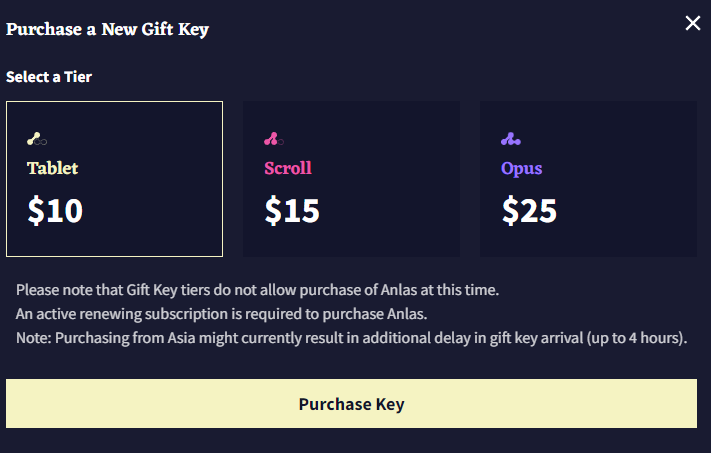 Purchase a New Gift Key
Select a Tier
Tablet
$10
Scroll
$15
Opus
$25
Please note that Gift Key tiers do not allow purchase of Anlas at this time.
An active renewing subscription is required to purchase Anlas.
Note: Purchasing from Asia might currently result in additional delay in gift key arrival (up to 4 hours).
Purchase Key